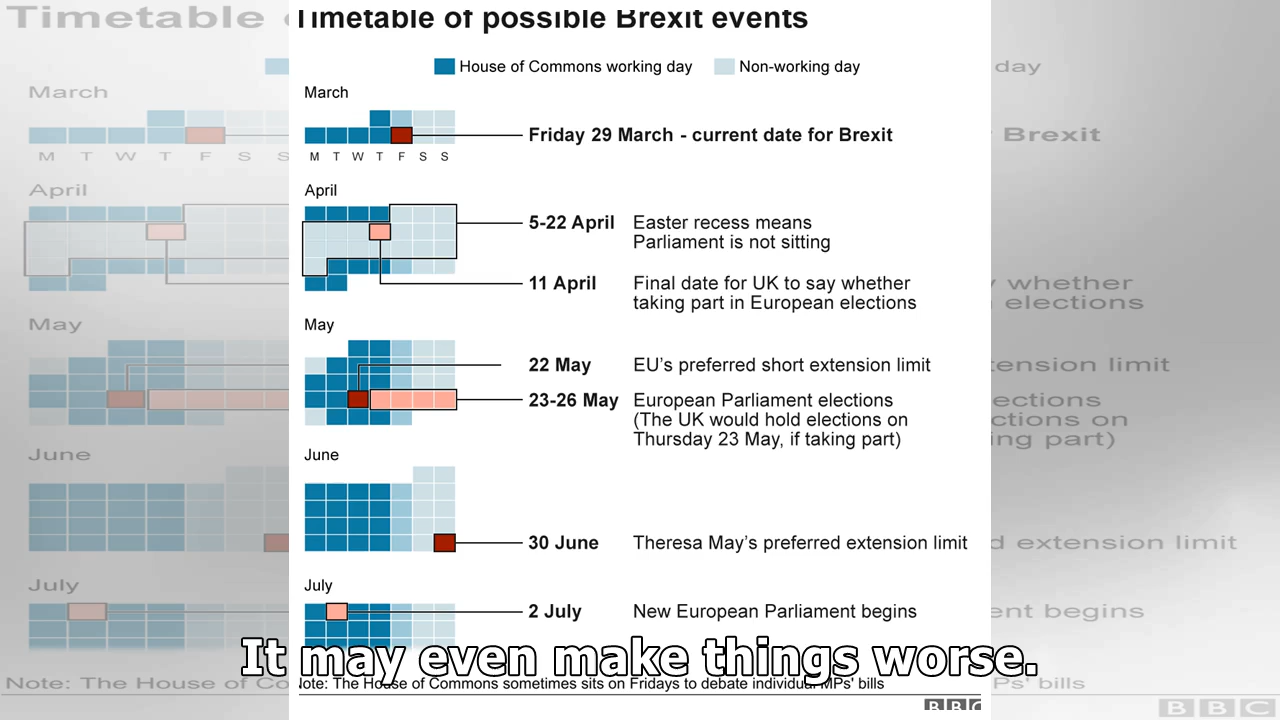 Timetable of possible Brexit events
House of Commons working day
Non-working day
March
Friday 29 March - current date for Brexit
M T W T F S S
April
5-22 April
Easter recess means
Parliament is not sitting
11 April
Final date for UK to say whether
taking part in European elections
May
22 May
EU's preferred short extension limit
23-26 May
European Parliament elections
(The UK would hold elections on
Thursday 23 May, if taking part)
June
30 June
Theresa May's preferred extension limit
July
2 July
New European Parliament begins
It may even make things worse.
Note: The House of Commons sometimes sits on Fridays to debate individual MPs' bills
BBC